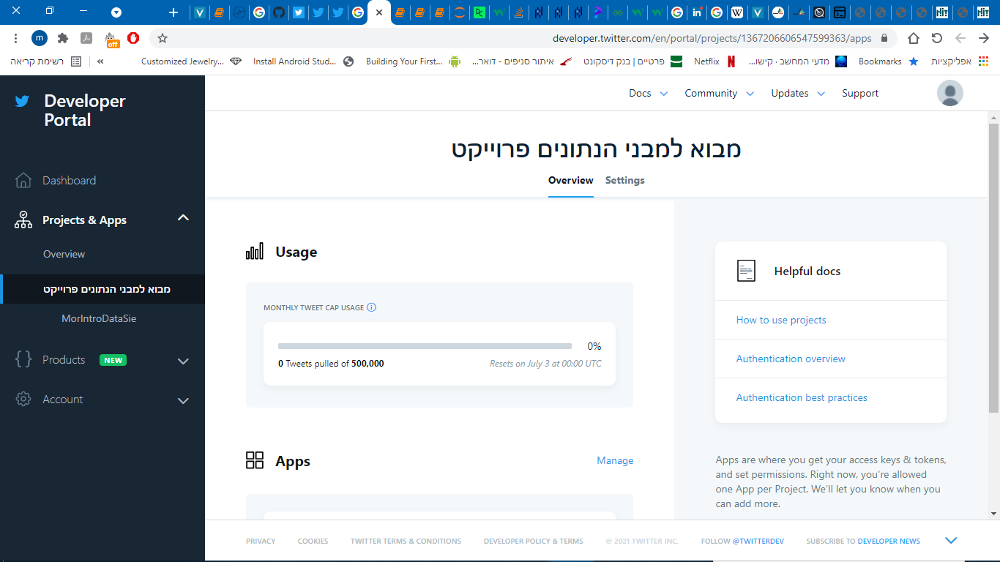 m
off
developer.twitter.com/en/portal/projects/1367206606547599363/apps
אפליקציות
Bookmarks
מדעי המחשב · קישו...
Netflix
פרטיים | בנק דיסקונט
איתור סניפים - דואר...
Building Your First...
Install Android Stud...
Customized Jewelry...
«
רשימת קריאה
Developer
Portal
Docs
Community
Updates
Support
Dashboard
Projects & Apps
Overview
מבוא למבני הנתונים פרוייקט
MorIntroDataSie
Products NEW
Account
מבוא למבני הנתונים פרוייקט
Overview Settings
Usage
MONTHLY TWEET CAP USAGE
0%
0 Tweets pulled of 500,000
Resets on July 3 at 00:00 UTC
Apps
Manage
Helpful docs
How to use projects
Authentication overview
Authentication best practices
Apps are where you get your access keys & tokens,
and set permissions. Right now, you're allowed
one App per Project. We'll let you know when you
can add more.
PRIVACY COOKIES TWITTER TERMS & CONDITIONS DEVELOPER POLICY & TERMS © 2021 TWITTER INC. FOLLOW @TWITTERDEV SUBSCRIBE TO DEVELOPER NEWS